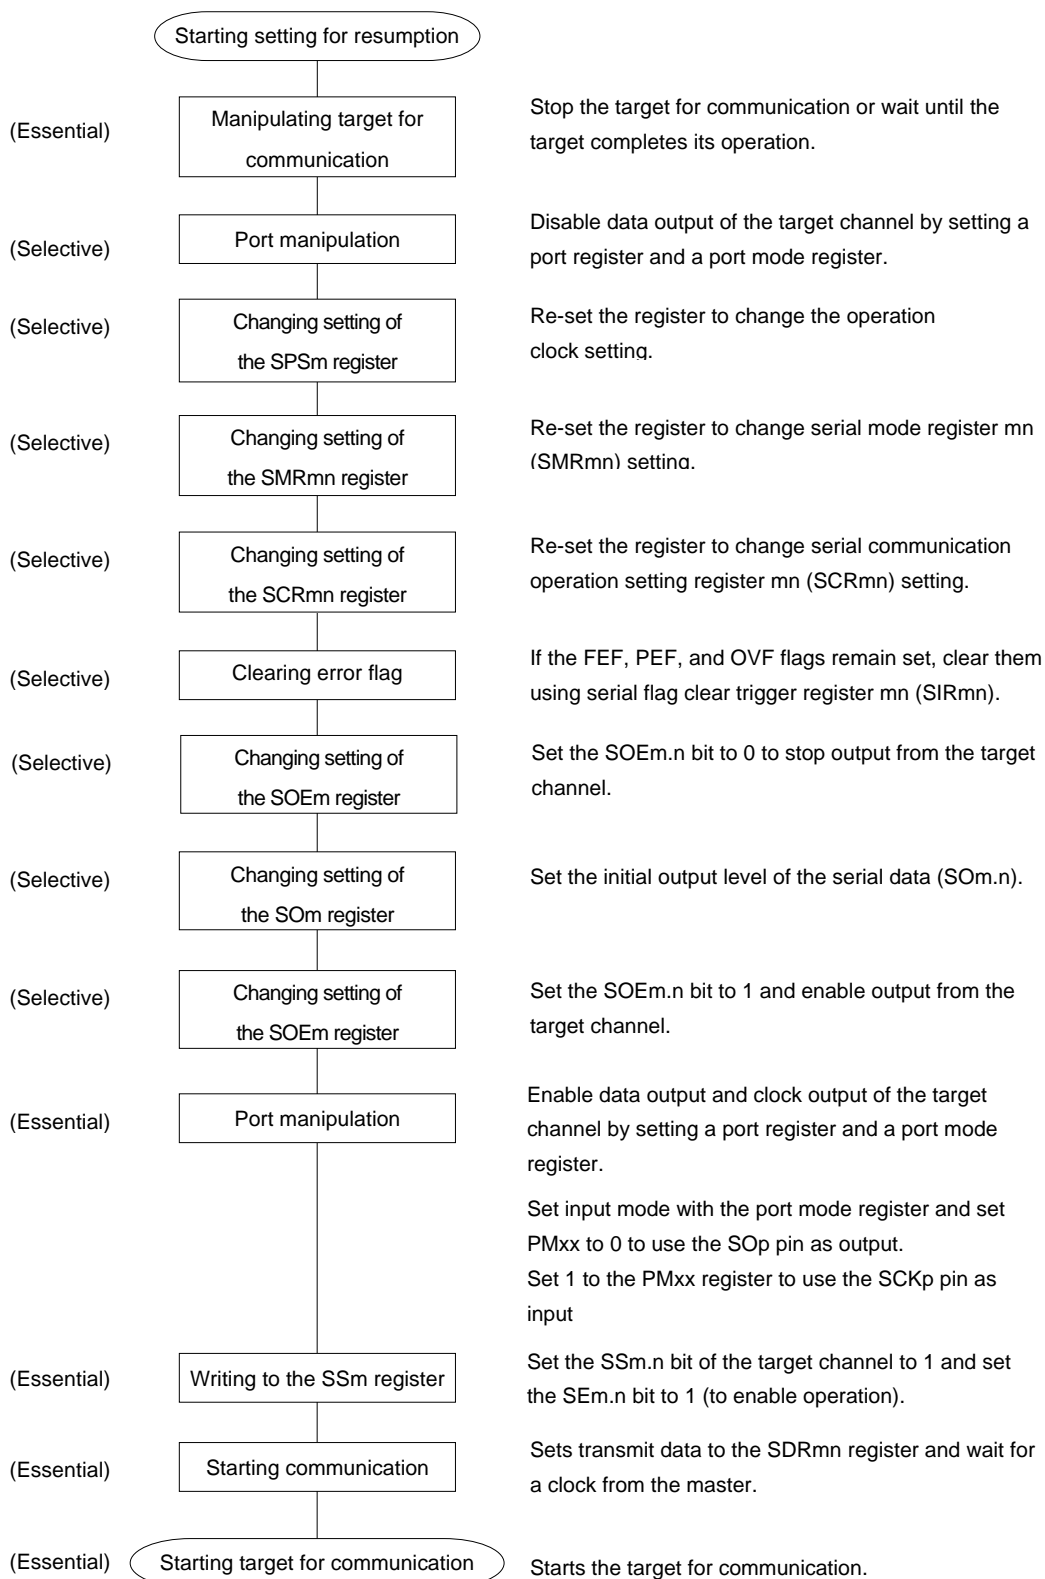 Starting setting for resumption
(Essential)
Manipulating target for
communication
Stop the target for communication or wait until the
target completes its operation.
(Selective)
Port manipulation
Disable data output of the target channel by setting a
port register and a port mode register.
(Selective)
Changing setting of
the SPSm register
Re-set the register to change the operation
clock setting.
(Selective)
Changing setting of
the SMRmn register
Re-set the register to change serial mode register mn
(SMRmn) setting.
(Selective)
Changing setting of
the SCRmn register
Re-set the register to change serial communication
operation setting register mn (SCRmn) setting.
(Selective)
Clearing error flag
If the FEF, PEF, and OVF flags remain set, clear them
using serial flag clear trigger register mn (SIRmn).
(Selective)
Changing setting of
the SOEm register
Set the SOEm.n bit to 0 to stop output from the target
channel.
(Selective)
Changing setting of
the SOm register
Set the initial output level of the serial data (SOm.n).
(Selective)
Changing setting of
the SOEm register
Set the SOEm.n bit to 1 and enable output from the
target channel.
(Essential)
Port manipulation
Enable data output and clock output of the target
channel by setting a port register and a port mode
register.
Set input mode with the port mode register and set
PMxx to 0 to use the SOp pin as output.
Set 1 to the PMxx register to use the SCKp pin as
input
(Essential)
Writing to the SSm register
Set the SSm.n bit of the target channel to 1 and set
the SEm.n bit to 1 (to enable operation).
(Essential)
Starting communication
Sets transmit data to the SDRmn register and wait for
a clock from the master.
(Essential)
Starting target for communication
Starts the target for communication.